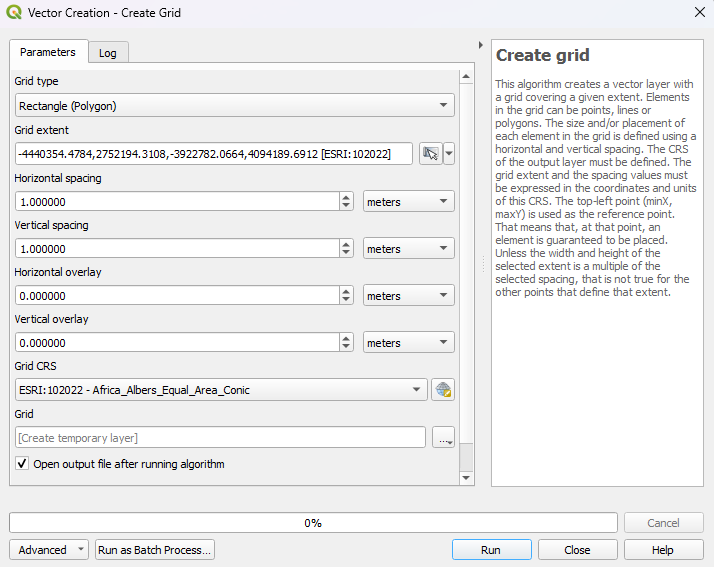 Vector Creation - Create Grid
Parameters
Log
Grid type
Rectangle (Polygon)
Grid extent
-4440354.4784,2752194.3108,-3922782.0664,4094189.6912 [ESRI:102022]
Horizontal spacing
1.000000
meters
Vertical spacing
1.000000
meters
Horizontal overlay
0.000000
meters
Vertical overlay
0.000000
meters
Grid CRS
ESRI:102022 - Africa_Albers_Equal_Area_Conic
Grid
[Create temporary layer]
...
Open output file after running algorithm
Create grid
This algorithm creates a vector layer with
a grid covering a given extent. Elements
in the grid can be points, lines or
polygons. The size and/or placement of
each element in the grid is defined using a
horizontal and vertical spacing. The CRS
of the output layer must be defined. The
grid extent and the spacing values must
be expressed in the coordinates and units
of this CRS. The top-left point (minX,
maxY) is used as the reference point.
That means that, at that point, an
element is guaranteed to be placed.
Unless the width and height of the
selected extent is a multiple of the
selected spacing, that is not true for the
other points that define that extent.
0%
Cancel
Advanced
Run as Batch Process...
Run
Close
Help